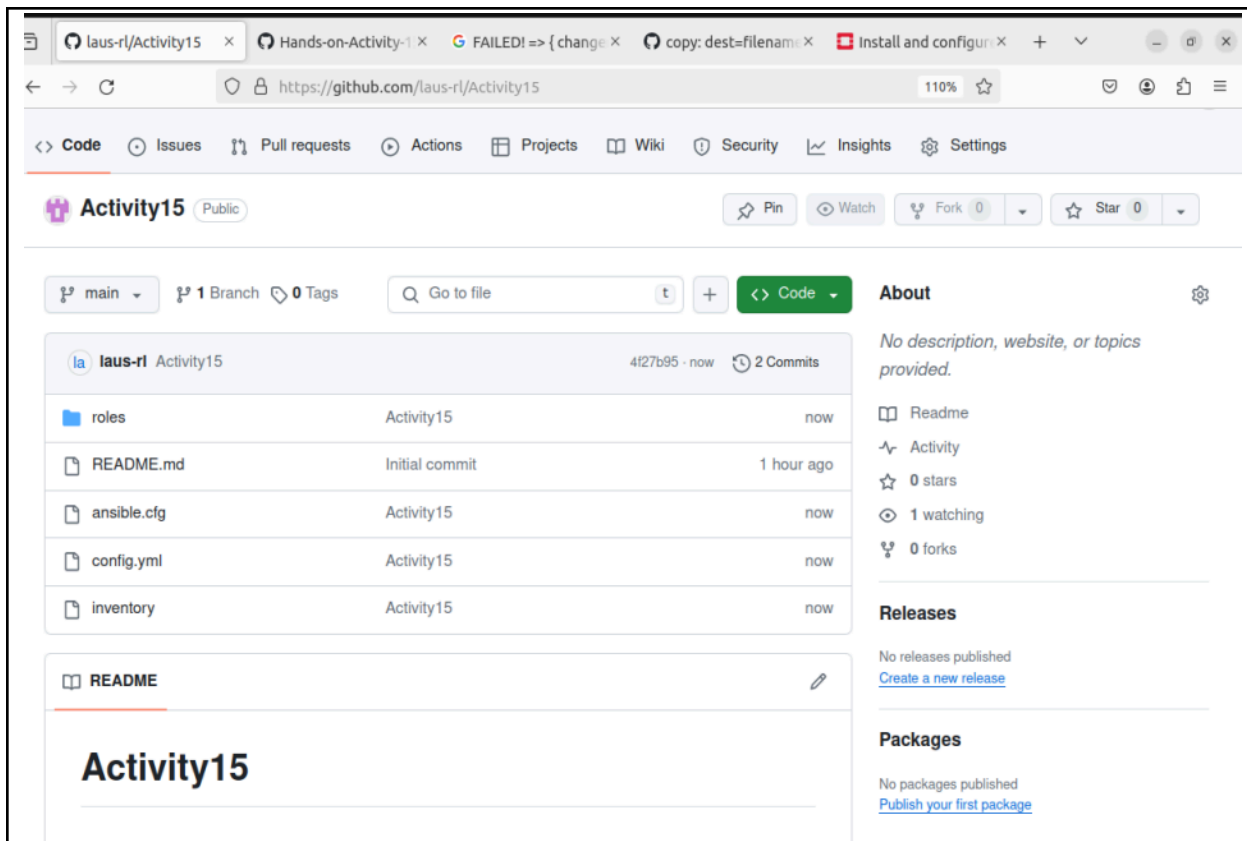 laus-rl/Activity15
Hands-on-Activity-1
FAILED! => { change
copy: dest=filename
Install and configure
https://github.com/laus-rl/Activity15
110%
Code
Issues
Pull requests
Actions
Projects
Wiki
Security
Insights
Settings
Activity15 Public
Pin
Watch
Fork 0
Star 0
main
1 Branch
0 Tags
Go to file
t
Code
la laus-rl Activity15 4f27b95 · now 2 Commits
roles Activity15 now
README.md Initial commit 1 hour ago
ansible.cfg Activity15 now
config.yml Activity15 now
inventory Activity15 now
README
Activity15
About
No description, website, or topics
provided.
Readme
Activity
0 stars
1 watching
0 forks
Releases
No releases published
Create a new release
Packages
No packages published
Publish your first package